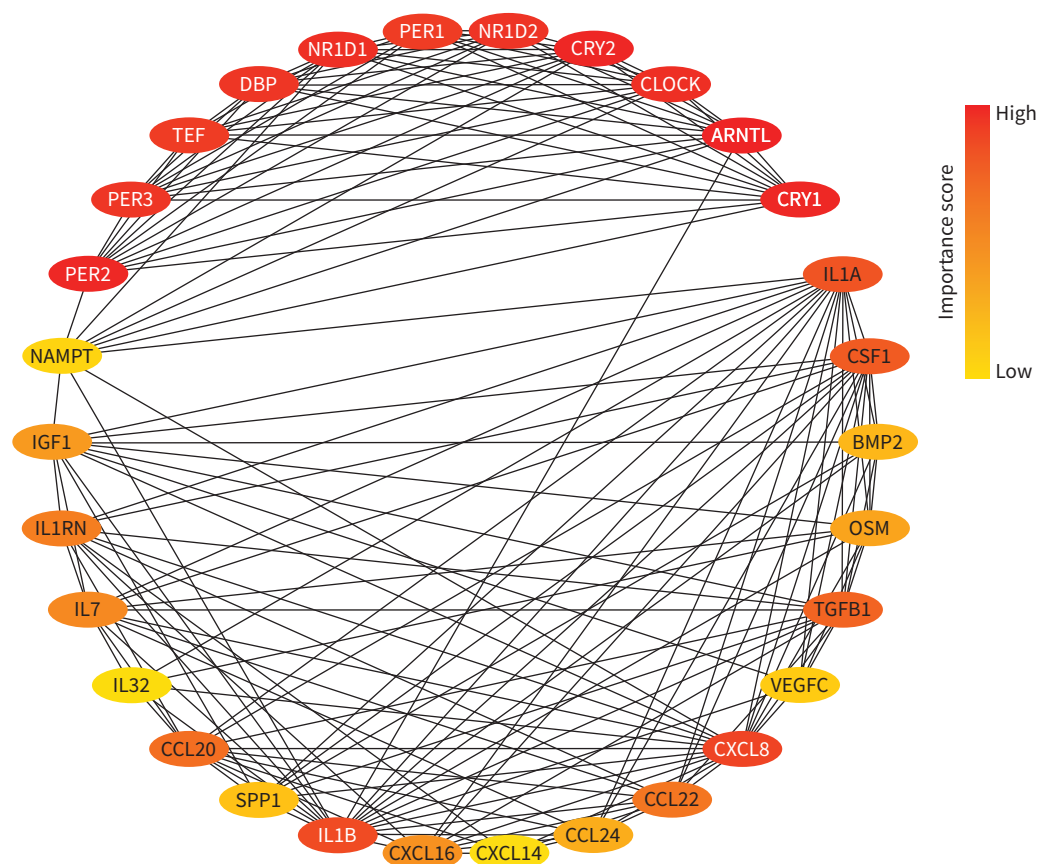 PER1
NR1D2
NR1D1
CRY2
DBP
CLOCK
TEF
ARNTL
PER3
CRY1
PER2
IL1A
NAMPT
CSF1
IGF1
BMP2
IL1RN
OSM
IL7
TGFB1
IL32
VEGFC
CCL20
CXCL8
SPP1
CCL22
IL1B
CCL24
CXCL16
CXCL14
High
Importance score
Low